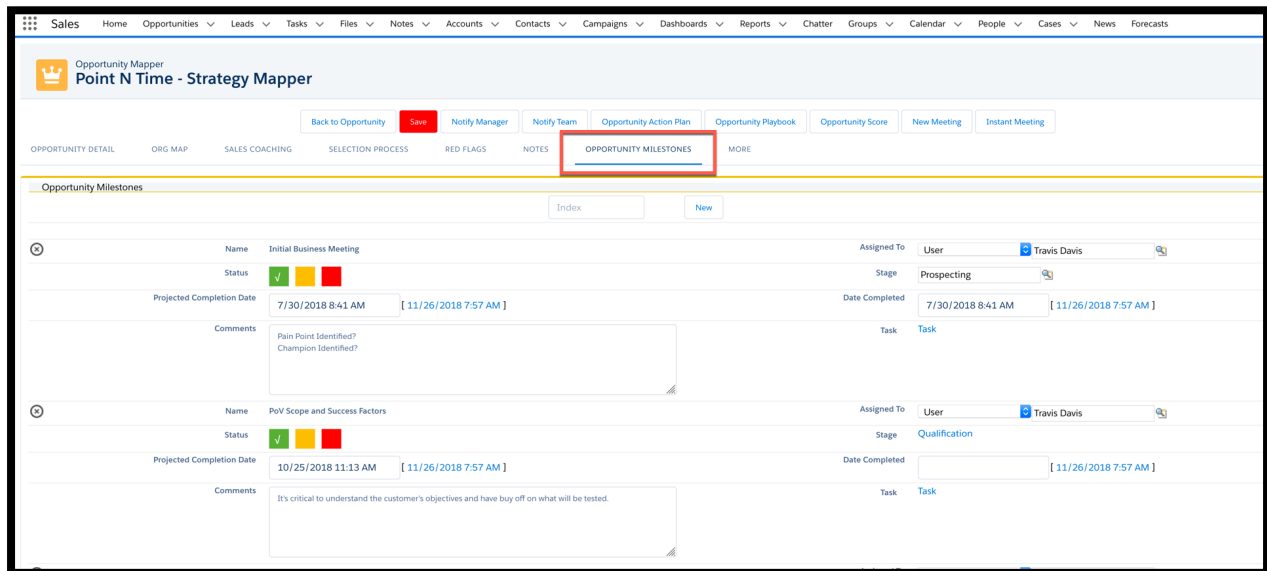 Sales Home Opportunities Leads Tasks Files Notes Accounts Contacts Campaigns Dashboards Reports Chatter Groups Calendar People Cases News Forecasts
Opportunity Mapper
Point N Time - Strategy Mapper
Back to Opportunity Save Notify Manager Notify Team Opportunity Action Plan Opportunity Playbook Opportunity Score New Meeting Instant Meeting
OPPORTUNITY DETAIL ORG MAP SALES COACHING SELECTION PROCESS RED FLAGS NOTES OPPORTUNITY MILESTONES MORE
Opportunity Milestones
Index New
Name Initial Business Meeting Assigned To User Travis Davis
Status √ Stage Prospecting
Projected Completion Date 7/30/2018 8:41 AM [ 11/26/2018 7:57 AM ] Date Completed 7/30/2018 8:41 AM [ 11/26/2018 7:57 AM ]
Comments Pain Point Identified? Task Task
Champion Identified?
Name PoV Scope and Success Factors Assigned To User Travis Davis
Status √ Stage Qualification
Projected Completion Date 10/25/2018 11:13 AM [ 11/26/2018 7:57 AM ] Date Completed [ 11/26/2018 7:57 AM ]
Comments It's critical to understand the customer's objectives and have buy off on what will be tested. Task Task